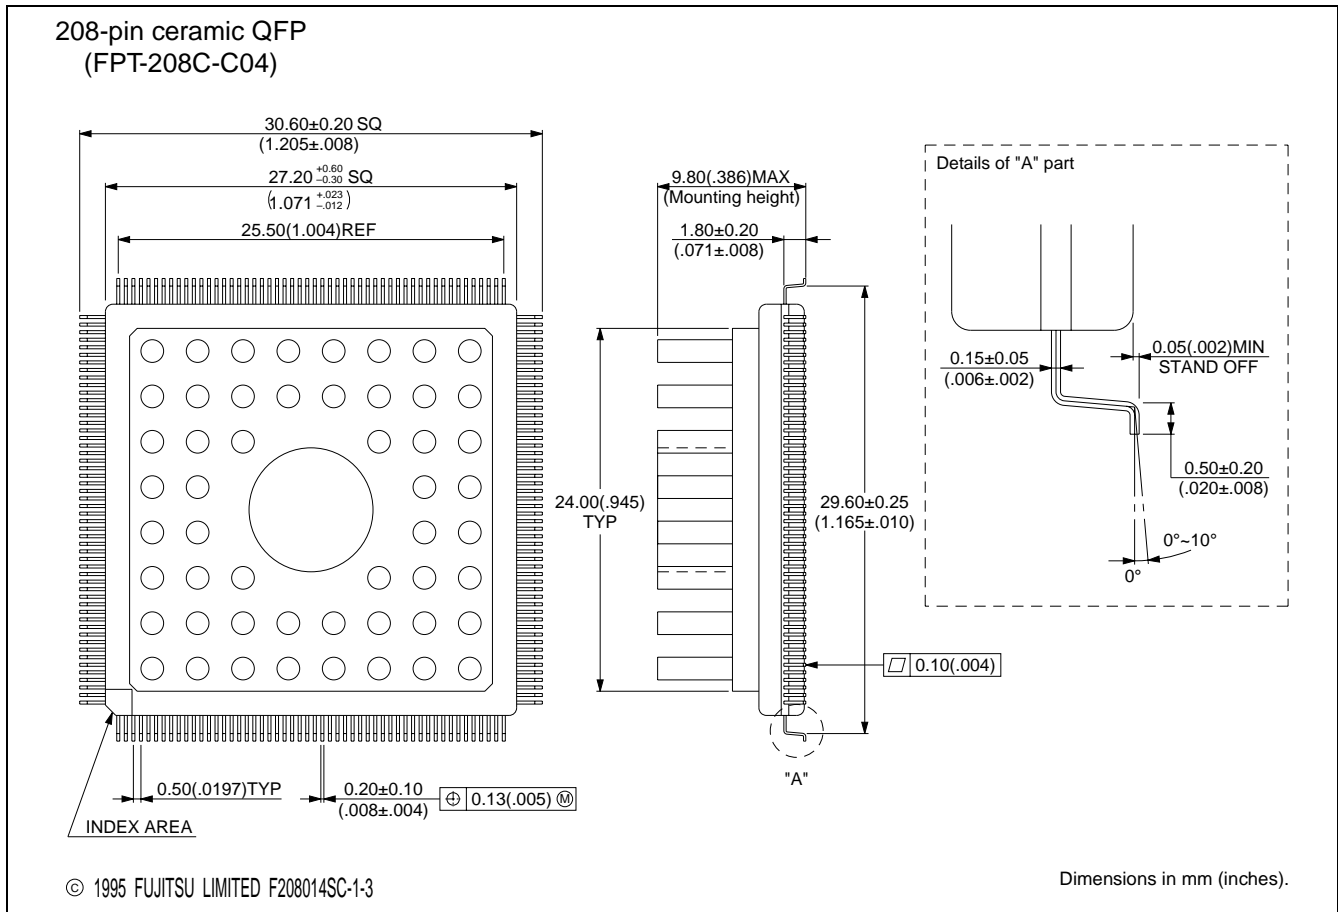 208-pin ceramic QFP
(FPT-208C-C04)
30.60±0.20 SQ
(1.205±.008)
27.20 +0.60 –0.30 SQ
(1.071 +.023 –.012)
25.50(1.004)REF
9.80(.386)MAX
(Mounting height)
1.80±0.20
(.071±.008)
24.00(.945)
TYP
29.60±0.25
(1.165±.010)
0.10(.004)
"A"
0.50(.0197)TYP
0.20±0.10
(.008±.004)
0.13(.005) Ⓜ
INDEX AREA
Details of "A" part
0.15±0.05
(.006±.002)
0.05(.002)MIN
STAND OFF
0.50±0.20
(.020±.008)
0°~10°
0°
© 1995 FUJITSU LIMITED F208014SC-1-3
Dimensions in mm (inches).